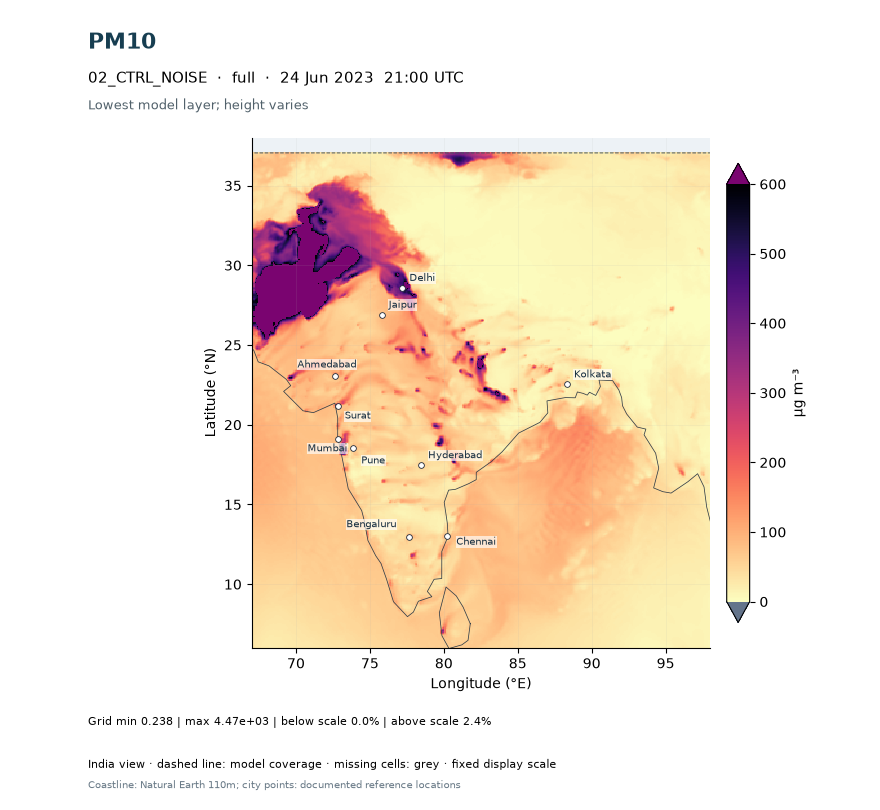 PM10
02_CTRL_NOISE · full · 24 Jun 2023 21:00 UTC
Lowest model layer; height varies
35
30
25
20
15
10
Latitude (°N)
Delhi
Jaipur
Ahmedabad
Kolkata
Surat
Mumbai
Pune
Hyderabad
Bengaluru
Chennai
70
75
80
85
90
95
Longitude (°E)
600
500
400
300
200
100
0
µg m⁻³
Grid min 0.238 | max 4.47e+03 | below scale 0.0% | above scale 2.4%
India view · dashed line: model coverage · missing cells: grey · fixed display scale
Coastline: Natural Earth 110m; city points: documented reference locations